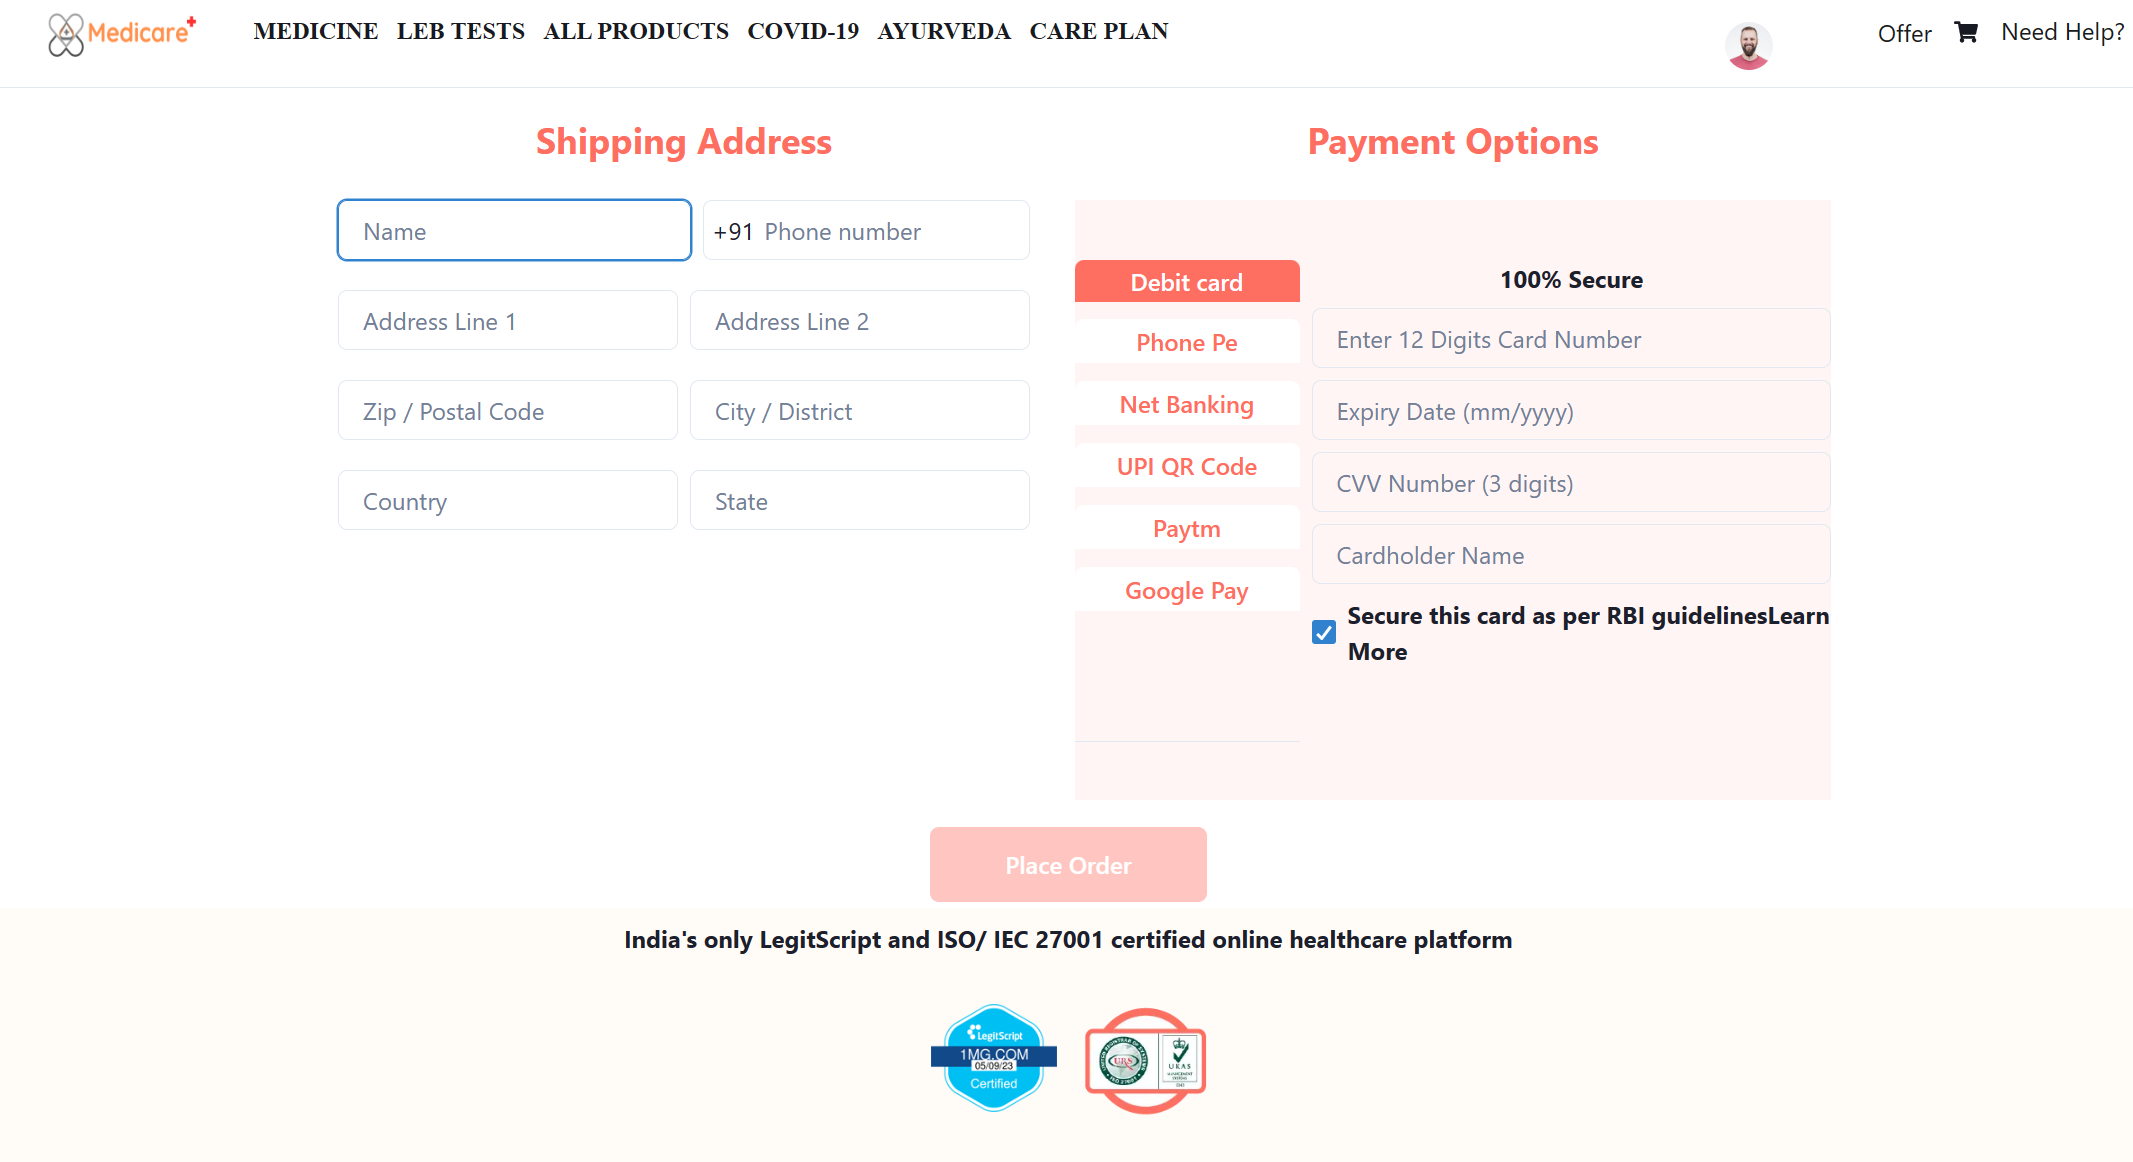 Medicare
MEDICINE LEB TESTS ALL PRODUCTS COVID-19 AYURVEDA CARE PLAN
Offer
Need Help?
Shipping Address
Name
+91 Phone number
Address Line 1
Address Line 2
Zip / Postal Code
City / District
Country
State
Payment Options
Debit card
Phone Pe
Net Banking
UPI QR Code
Paytm
Google Pay
100% Secure
Enter 12 Digits Card Number
Expiry Date (mm/yyyy)
CVV Number (3 digits)
Cardholder Name
Secure this card as per RBI guidelinesLearn
More
Place Order
India's only LegitScript and ISO/ IEC 27001 certified online healthcare platform
LegitScript
1MG.COM
05/09/23
Certified
URS
UKAS
MANAGEMENT
SYSTEMS